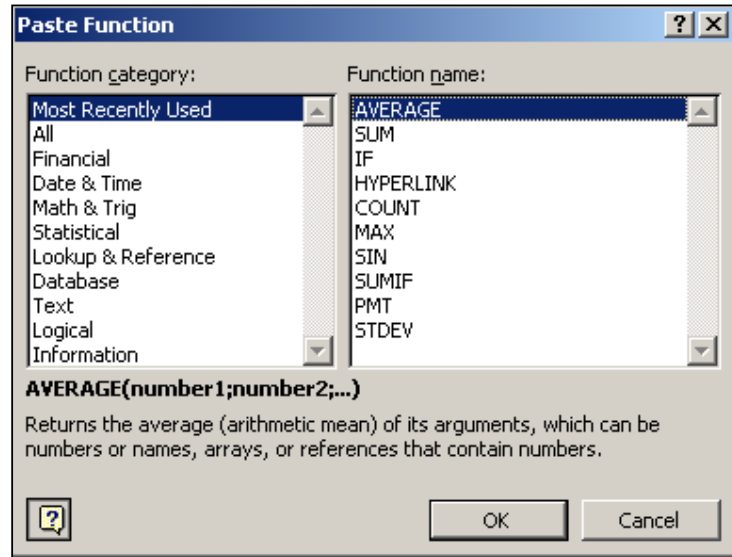 Paste Function
Function category:
Most Recently Used
All
Financial
Date & Time
Math & Trig
Statistical
Lookup & Reference
Database
Text
Logical
Information
Function name:
AVERAGE
SUM
IF
HYPERLINK
COUNT
MAX
SIN
SUMIF
PMT
STDEV
AVERAGE(number1;number2;...)
Returns the average (arithmetic mean) of its arguments, which can be
numbers or names, arrays, or references that contain numbers.
OK
Cancel